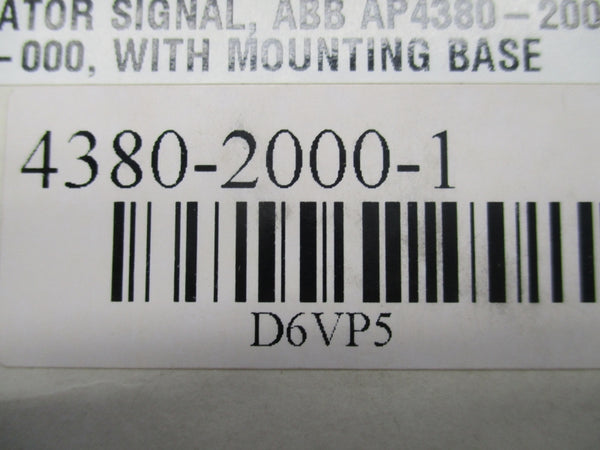 ATOR SIGNAL, ABB AP4380-200
-000, WITH MOUNTING BASE
4380-2000-1
D6VP5